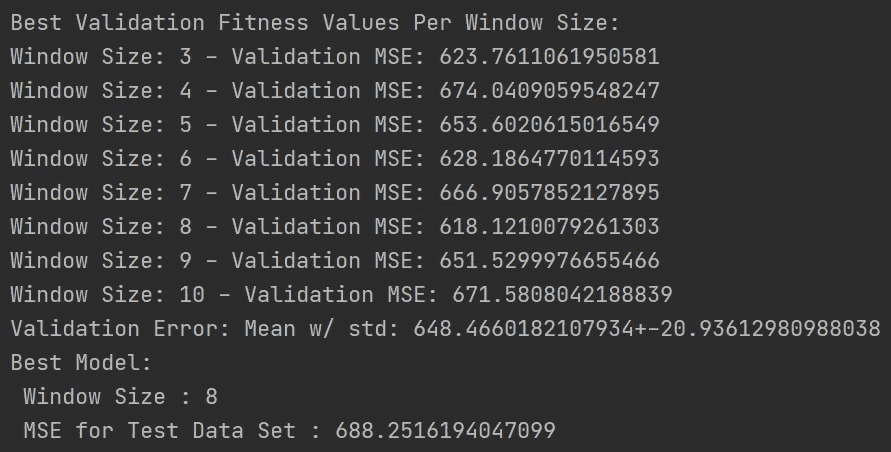 Best Validation Fitness Values Per Window Size:
Window Size: 3 – Validation MSE: 623.7611061950581
Window Size: 4 – Validation MSE: 674.0409059548247
Window Size: 5 – Validation MSE: 653.6020615016549
Window Size: 6 – Validation MSE: 628.1864770114593
Window Size: 7 – Validation MSE: 666.9057852127895
Window Size: 8 – Validation MSE: 618.1210079261303
Window Size: 9 – Validation MSE: 651.5299976655466
Window Size: 10 – Validation MSE: 671.5808042188839
Validation Error: Mean w/ std: 648.4660182107934+-20.93612980988038
Best Model:
Window Size : 8
MSE for Test Data Set : 688.2516194047099